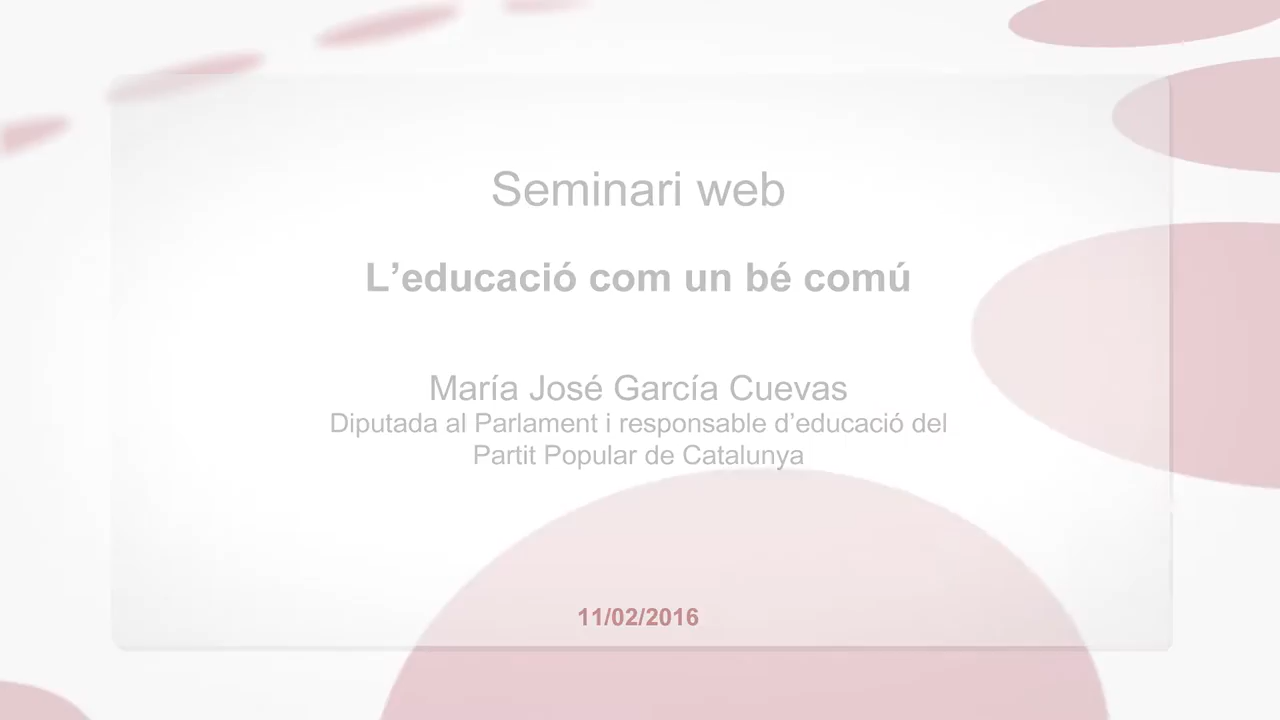 Seminari web
L’educació com un bé comú
María José García Cuevas
Diputada al Parlament i responsable d’educació del
Partit Popular de Catalunya
11/02/2016